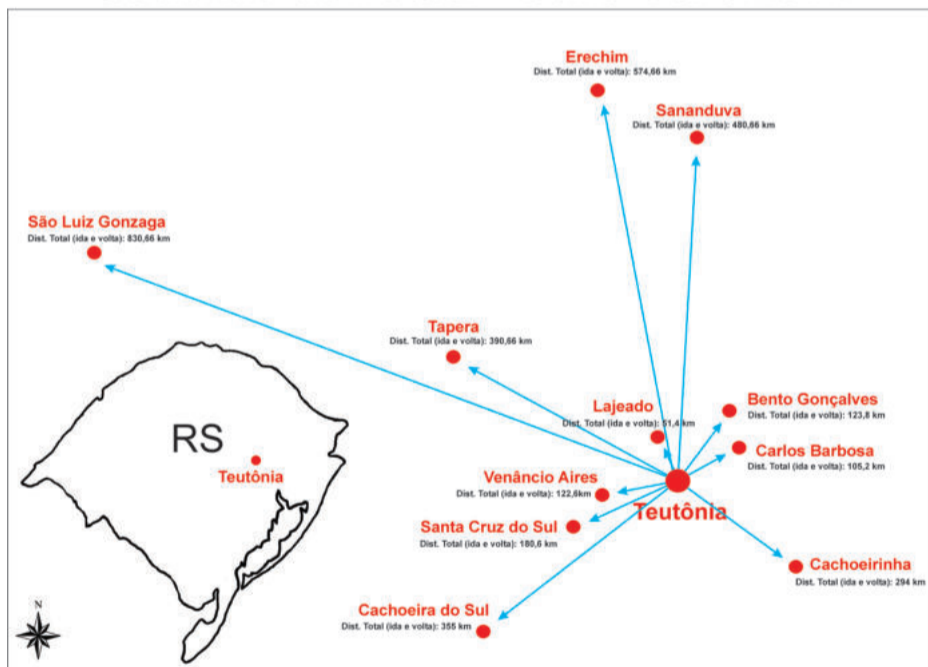 Erechim
Dist. Total (ida e volta): 574,66 km
Sananduva
Dist. Total (ida e volta): 480,66 km
São Luiz Gonzaga
Dist. Total (ida e volta): 830,66 km
Tapera
Dist. Total (ida e volta): 390,66 km
Lajeado
Dist. Total (ida e volta): 51,4 km
Bento Gonçalves
Dist. Total (ida e volta): 123,8 km
Carlos Barbosa
Dist. Total (ida e volta): 105,2 km
Venâncio Aires
Dist. Total (ida e volta): 122,6km
Teutônia
Santa Cruz do Sul
Dist. Total (ida e volta): 180,6 km
Cachoeirinha
Dist. Total (ida e volta): 294 km
Cachoeira do Sul
Dist. Total (ida e volta): 355 km
RS
Teutônia
N